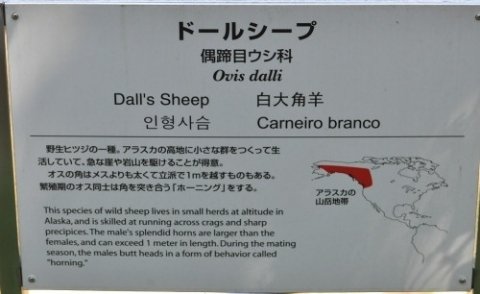 ドールシープ
偶蹄目ウシ科
Ovis dalli
Dall's Sheep 白大角羊
인형사슴 Carneiro branco
野生ヒツジの一種。アラスカの高地に小さな群をつくって生
活していて、急な崖や岩山を駆けることが得意。
オスの角はメスよりも太くて立派で1mを越すものもある。
繁殖期のオス同士は角を突き合う「ホーニング」をする。
アラスカの
山岳地帯
This species of wild sheep lives in small herds at altitude in
Alaska, and is skilled at running across crags and sharp
precipices. The male's splendid horns are larger than the
females, and can exceed 1 meter in length. During the mating
season, the males butt heads in a form of behavior called
"horning."